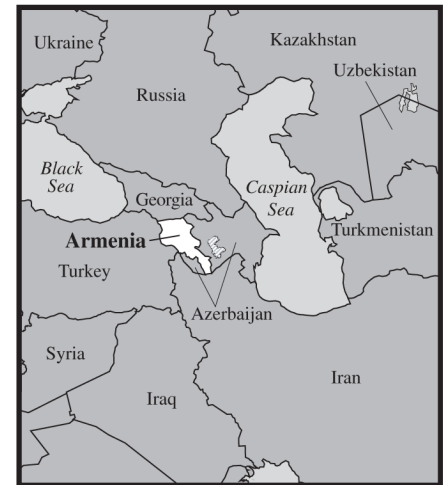 Ukraine
Kazakhstan
Uzbekistan
Russia
Black
Sea
Georgia
Caspian
Sea
Armenia
Turkmenistan
Turkey
Azerbaijan
Syria
Iraq
Iran